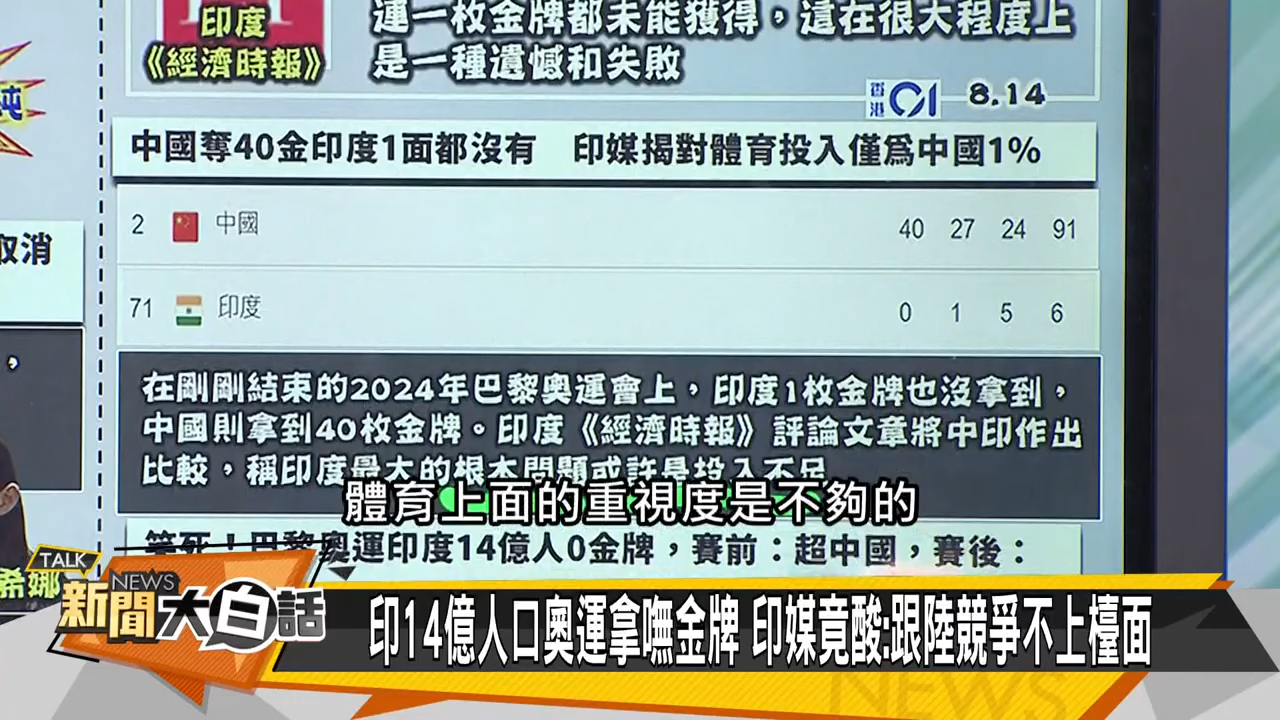 運一枚金牌都未能獲得，這在很大程度上
是一種遺憾和失敗
印度
《經濟時報》
香港01 8.14
純
中國奪40金印度1面都沒有 印媒揭對體育投入僅為中國1%
2 中國 40 27 24 91
71 印度 0 1 5 6
取消
，
在剛剛結束的2024年巴黎奧運會上，印度1枚金牌也沒拿到，
中國則拿到40枚金牌。印度《經濟時報》評論文章將中印作出
比較，稱印度最大的根本問題或許是投入不足
體育上面的重視度是不夠的
笑死！巴黎奧運印度14億人0金牌，賽前：超中國，賽後：
希娜
TALK
NEWS
新聞大白話
印14億人口奧運拿嘸金牌 印媒竟酸:跟陸競爭不上檯面
NEWS